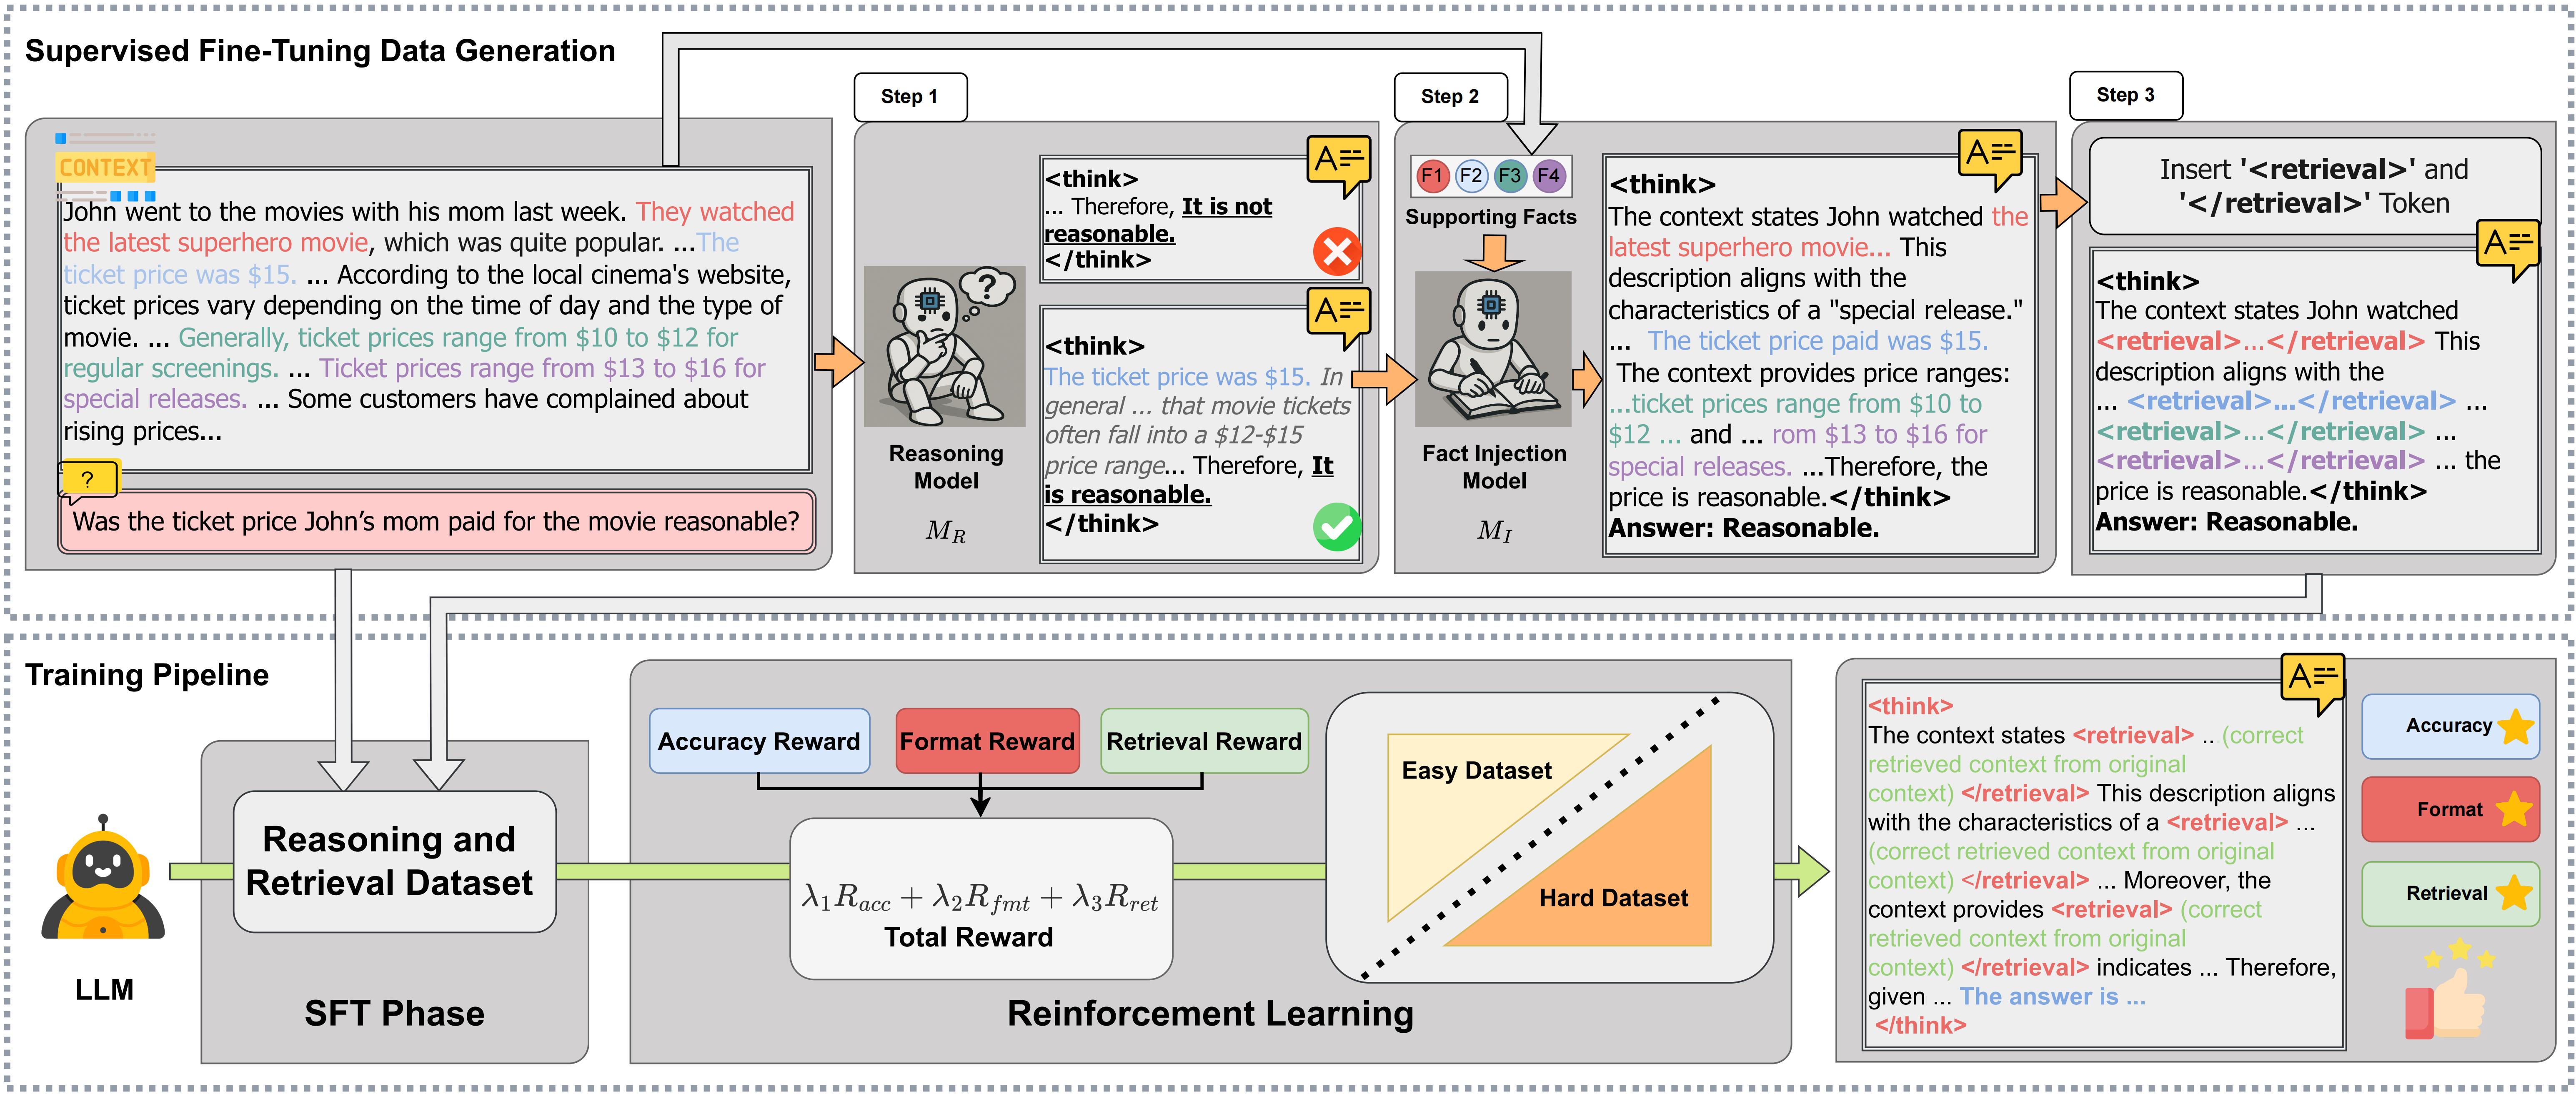 Supervised Fine-Tuning Data Generation
CONTEXT
John went to the movies with his mom last week. They watched
the latest superhero movie, which was quite popular. ...The
ticket price was $15. ... According to the local cinema's website,
ticket prices vary depending on the time of day and the type of
movie. ... Generally, ticket prices range from $10 to $12 for
regular screenings. ... Ticket prices range from $13 to $16 for
special releases. ... Some customers have complained about
rising prices...
?
Was the ticket price John’s mom paid for the movie reasonable?
Step 1
?
Reasoning
Model
M_R
A
<think>
... Therefore, It is not
reasonable.
</think>
A
<think>
The ticket price was $15. In
general ... that movie tickets
often fall into a $12-$15
price range... Therefore, It
is reasonable.
</think>
Step 2
F1 F2 F3 F4
Supporting Facts
Fact Injection
Model
M_I
A
<think>
The context states John watched the
latest superhero movie... This
description aligns with the
characteristics of a "special release."
... The ticket price paid was $15.
The context provides price ranges:
...ticket prices range from $10 to
$12 ... and ... rom $13 to $16 for
special releases. ...Therefore, the
price is reasonable.</think>
Answer: Reasonable.
Step 3
Insert '<retrieval>' and
'</retrieval>' Token
A
<think>
The context states John watched
<retrieval>...</retrieval> This
description aligns with the
... <retrieval>...</retrieval> ...
<retrieval>...</retrieval> ...
<retrieval>...</retrieval> ... the
price is reasonable.</think>
Answer: Reasonable.
Training Pipeline
LLM
Reasoning and
Retrieval Dataset
SFT Phase
Accuracy Reward
Format Reward
Retrieval Reward
λ_1R_{acc} + λ_2R_{fmt} + λ_3R_{ret}
Total Reward
Easy Dataset
Hard Dataset
Reinforcement Learning
A
<think>
The context states <retrieval> .. (correct
retrieved context from original
context) </retrieval> This description aligns
with the characteristics of a <retrieval> ...
(correct retrieved context from original
context) </retrieval> ... Moreover, the
context provides <retrieval> (correct
retrieved context from original
context) </retrieval> indicates ... Therefore,
given ... The answer is ...
</think>
Accuracy
Format
Retrieval